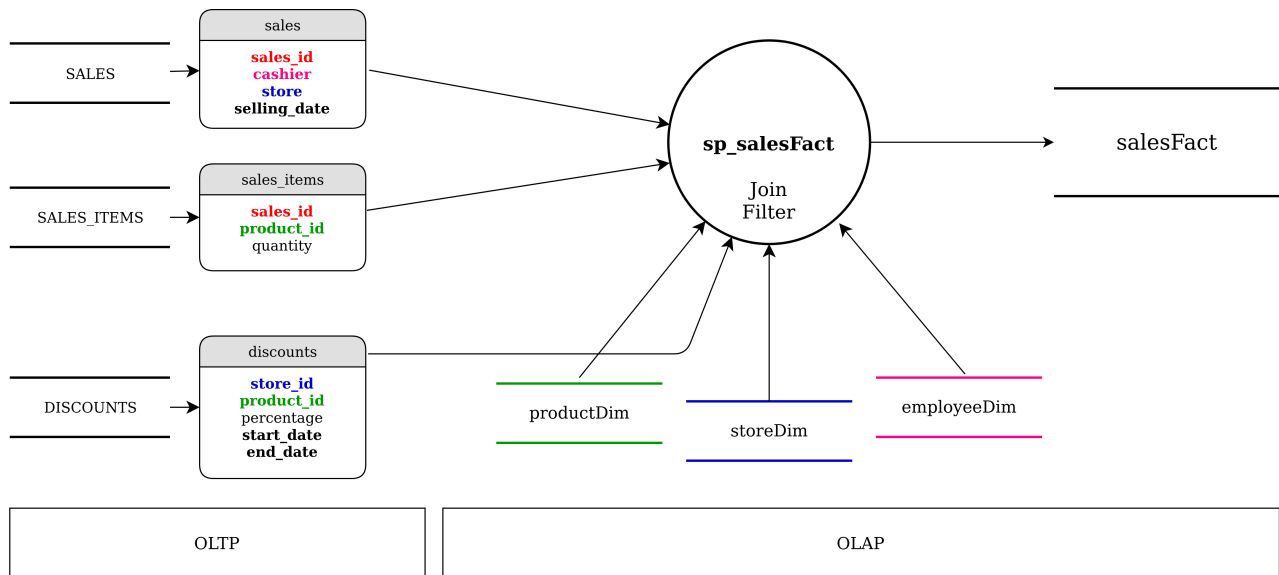 SALES
sales
sales_id
cashier
store
selling_date
SALES_ITEMS
sales_items
sales_id
product_id
quantity
DISCOUNTS
discounts
store_id
product_id
percentage
start_date
end_date
sp_salesFact
Join
Filter
salesFact
productDim
storeDim
employeeDim
OLTP
OLAP